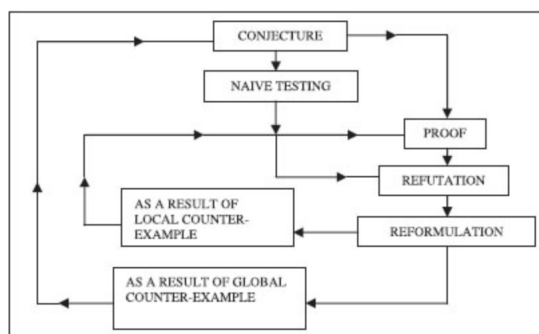 CONJECTURE
NAIVE TESTING
PROOF
REFUTATION
AS A RESULT OF
LOCAL COUNTER-
EXAMPLE
REFORMULATION
AS A RESULT OF GLOBAL
COUNTER-EXAMPLE